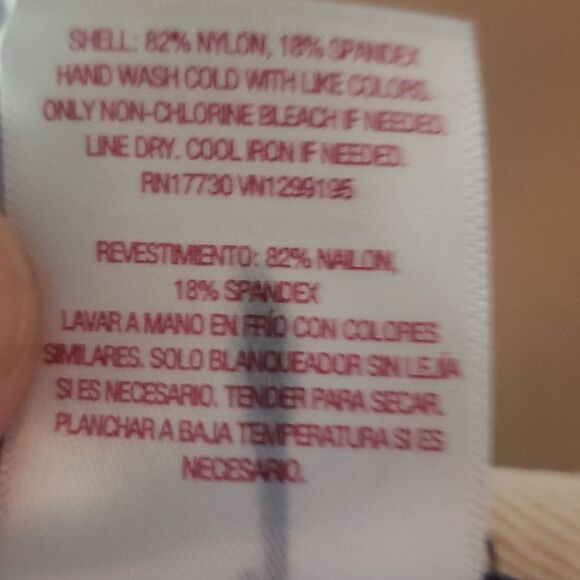 SHELL: 82% NYLON, 18% SPANDEX
HAND WASH COLD WITH LIKE COLORS.
ONLY NON-CHLORINE BLEACH IF NEEDED.
LINE DRY. COOL IRON IF NEEDED.
RN17730 VN1299195
REVESTIMIENTO: 82% NAILON,
18% SPANDEX
LAVAR A MANO EN FRÍO CON COLORES
SIMILARES. SOLO BLANQUEADOR SIN LEJÍA
SI ES NECESARIO. TENDER PARA SECAR.
PLANCHAR A BAJA TEMPERATURA SI ES
NECESARIO.